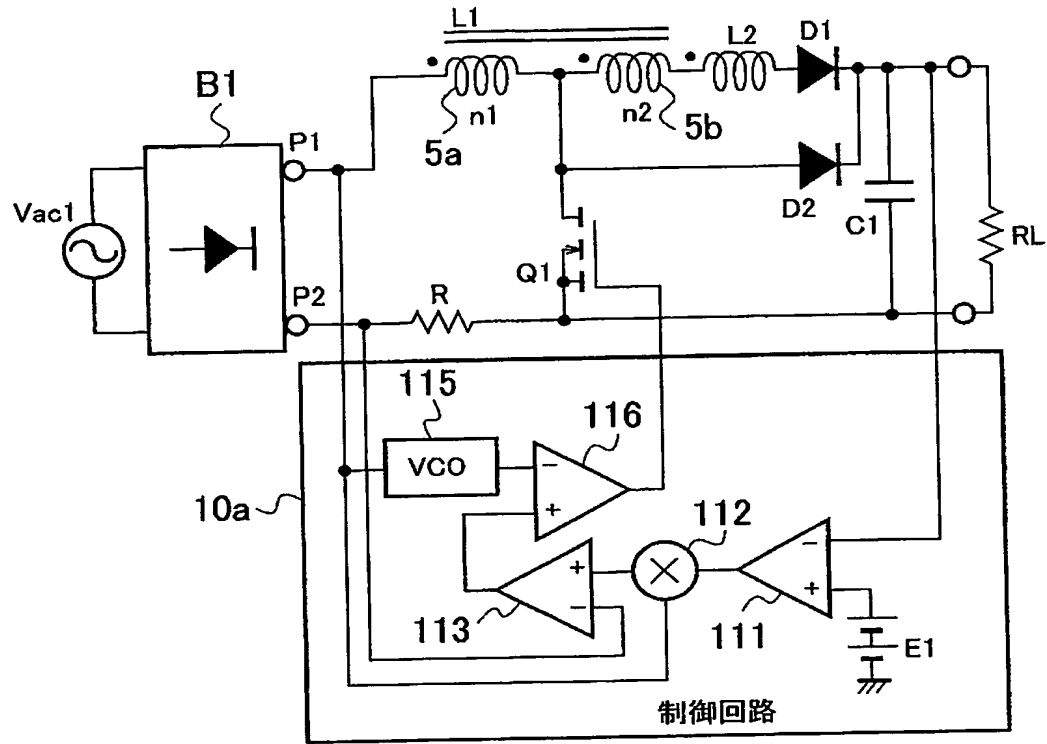 L1
L2
D1
B1
n1
n2
5a
5b
P1
Vac1
D2
C1
RL
Q1
P2
R
115
116
VCO
−
+
10a
112
×
−
+
+
−
113
111
E1
制御回路